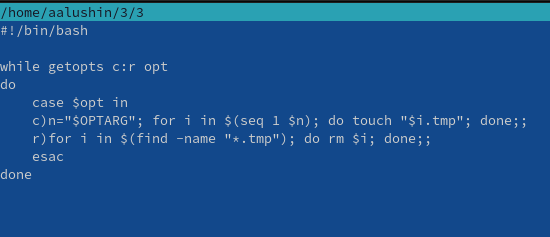 /home/aalushin/3/3
#!/bin/bash
while getopts c:r opt
do
case $opt in
c)n="$OPTARG"; for i in $(seq 1 $n); do touch "$i.tmp"; done;;
r)for i in $(find -name "*.tmp"); do rm $i; done;;
esac
done